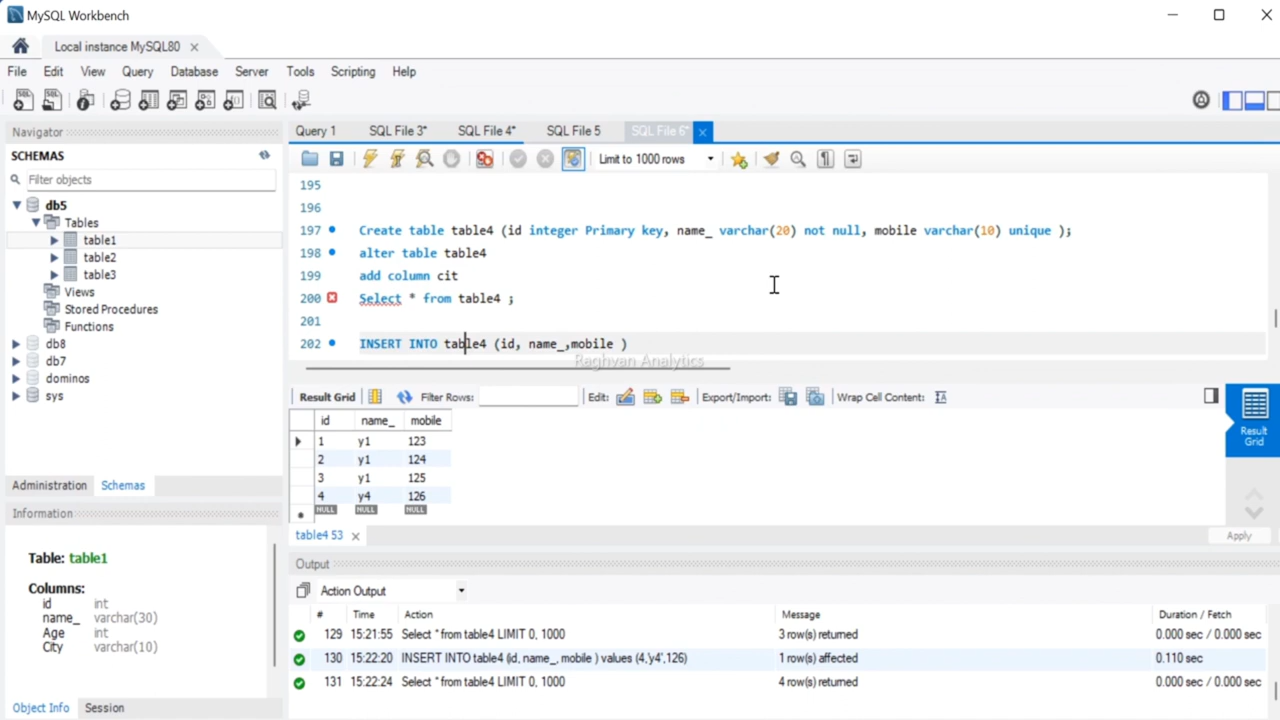 MySQL Workbench
Local instance MySQL80
File Edit View Query Database Server Tools Scripting Help
Navigator
SCHEMAS
Filter objects
db5
Tables
table1
table2
table3
Views
Stored Procedures
Functions
db8
db7
dominos
sys
Administration Schemas
Information
Table: table1
Columns:
id int
name_ varchar(30)
Age int
City varchar(10)
Object Info Session
Query 1 SQL File 3* SQL File 4* SQL File 5 SQL File 6*
Limit to 1000 rows
195
196
197 Create table table4 (id integer Primary key, name_ varchar(20) not null, mobile varchar(10) unique );
198 alter table table4
199 add column cit
200 Select * from table4 ;
201
202 INSERT INTO table4 (id, name_,mobile )
Raghvan Analytics
Result Grid Filter Rows: Edit: Export/Import: Wrap Cell Content:
id name_ mobile
1 y1 123
2 y1 124
3 y1 125
4 y4 126
NULL NULL NULL
Result Grid
table4 53
Apply
Output
Action Output
# Time Action Message Duration / Fetch
129 15:21:55 Select * from table4 LIMIT 0, 1000 3 row(s) returned 0.000 sec / 0.000 sec
130 15:22:20 INSERT INTO table4 (id, name_, mobile ) values (4,'y4',126) 1 row(s) affected 0.110 sec
131 15:22:24 Select * from table4 LIMIT 0, 1000 4 row(s) returned 0.000 sec / 0.000 sec